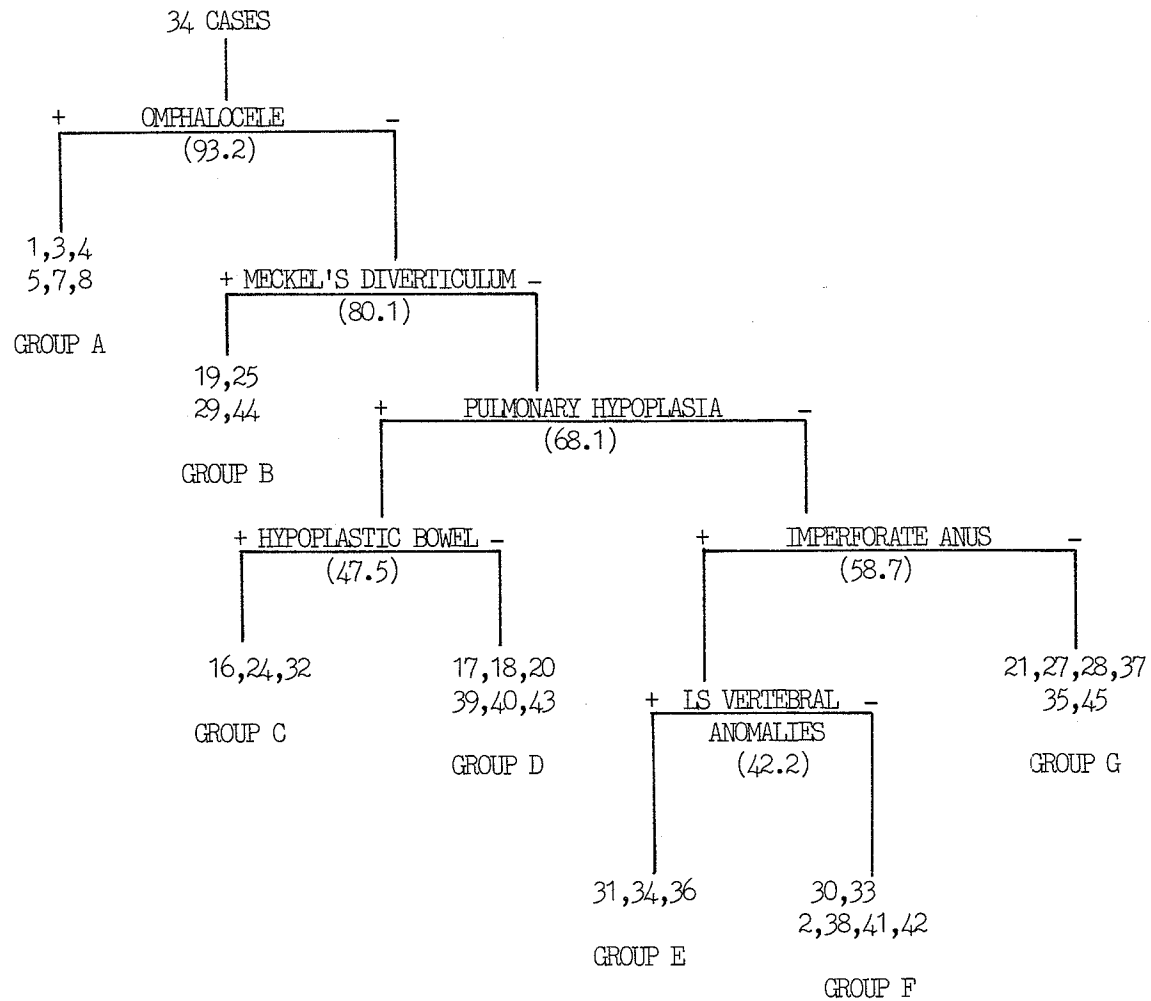 34 CASES
+ OMPHALOCELE -
(93.2)
1,3,4
5,7,8
GROUP A
+ MECKEL'S DIVERTICULUM -
(80.1)
19,25
29,44
GROUP B
+ PULMONARY HYPOPLASIA -
(68.1)
+ HYPOPLASTIC BOWEL -
(47.5)
16,24,32
GROUP C
17,18,20
39,40,43
GROUP D
+ IMPERFORATE ANUS -
(58.7)
+ LS VERTEBRAL -
ANOMALIES
(42.2)
31,34,36
GROUP E
30,33
2,38,41,42
GROUP F
21,27,28,37
35,45
GROUP G